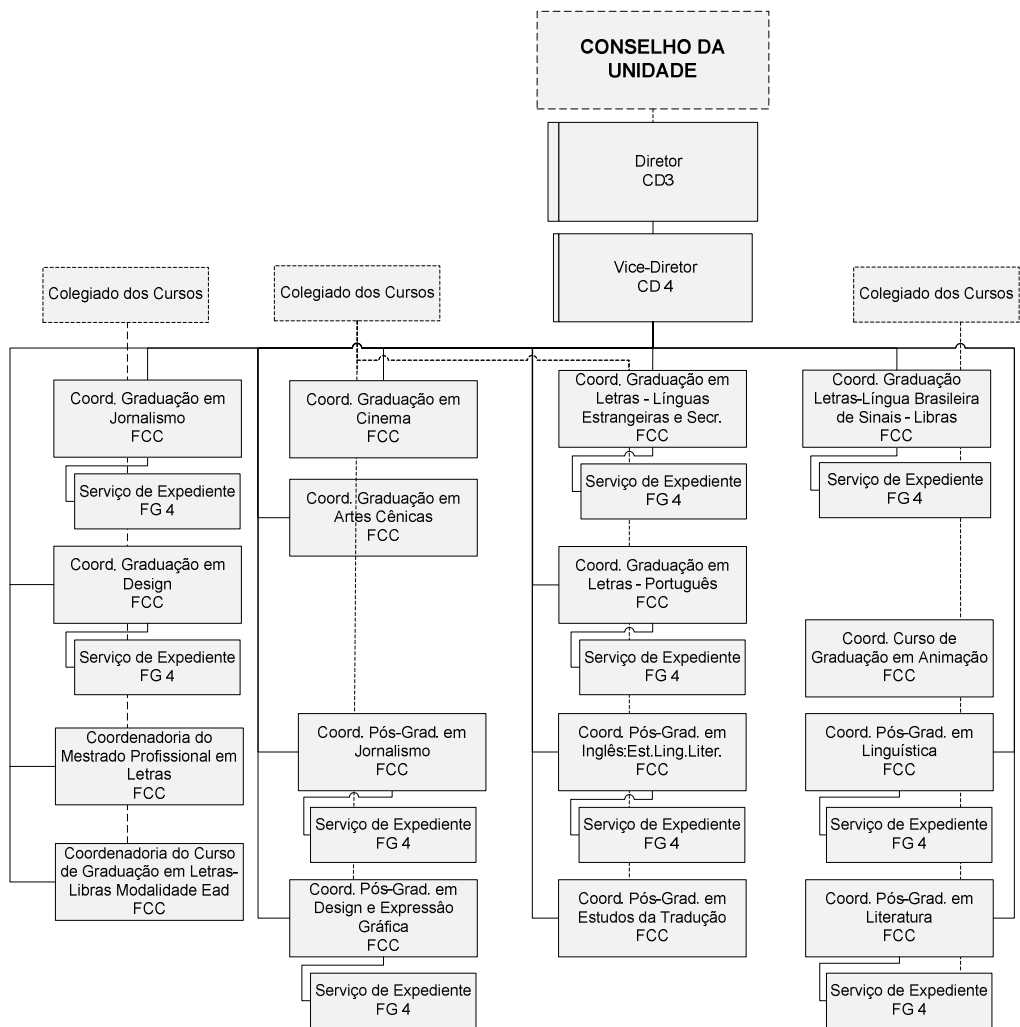 CONSELHO DA
UNIDADE
Diretor
CD3
Vice-Diretor
CD 4
Colegiado dos Cursos
Colegiado dos Cursos
Colegiado dos Cursos
Coord. Graduação em
Jornalismo
FCC
Serviço de Expediente
FG 4
Coord. Graduação em
Design
FCC
Serviço de Expediente
FG 4
Coordenadoria do
Mestrado Profissional em
Letras
FCC
Coordenadoria do Curso
de Graduação em Letras-
Libras Modalidade Ead
FCC
Coord. Graduação em
Cinema
FCC
Coord. Graduação em
Artes Cênicas
FCC
Coord. Pós-Grad. em
Jornalismo
FCC
Serviço de Expediente
FG 4
Coord. Pós-Grad. em
Design e Expressâo
Gráfica
FCC
Serviço de Expediente
FG 4
Coord. Graduação em
Letras - Línguas
Estrangeiras e Secr.
FCC
Serviço de Expediente
FG 4
Coord. Graduação em
Letras - Português
FCC
Serviço de Expediente
FG 4
Coord. Pós-Grad. em
Inglês:Est.Ling.Liter.
FCC
Serviço de Expediente
FG 4
Coord. Pós-Grad. em
Estudos da Tradução
FCC
Coord. Graduação
Letras-Língua Brasileira
de Sinais - Libras
FCC
Serviço de Expediente
FG 4
Coord. Curso de
Graduação em Animação
FCC
Coord. Pós-Grad. em
Linguística
FCC
Serviço de Expediente
FG 4
Coord. Pós-Grad. em
Literatura
FCC
Serviço de Expediente
FG 4